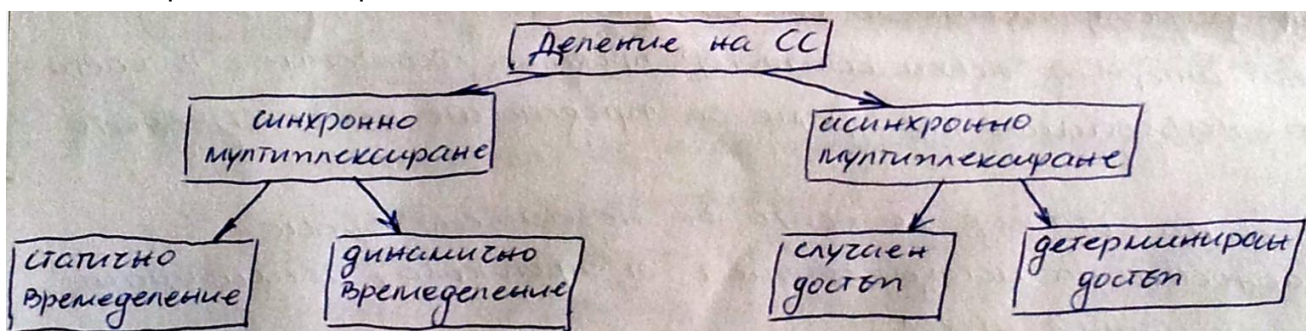 Деление на СС
синхронно
мултиплексиране
асинхронно
мултиплексиране
статично
времеделение
динамично
времеделение
случаен
достъп
детерминиран
достъп